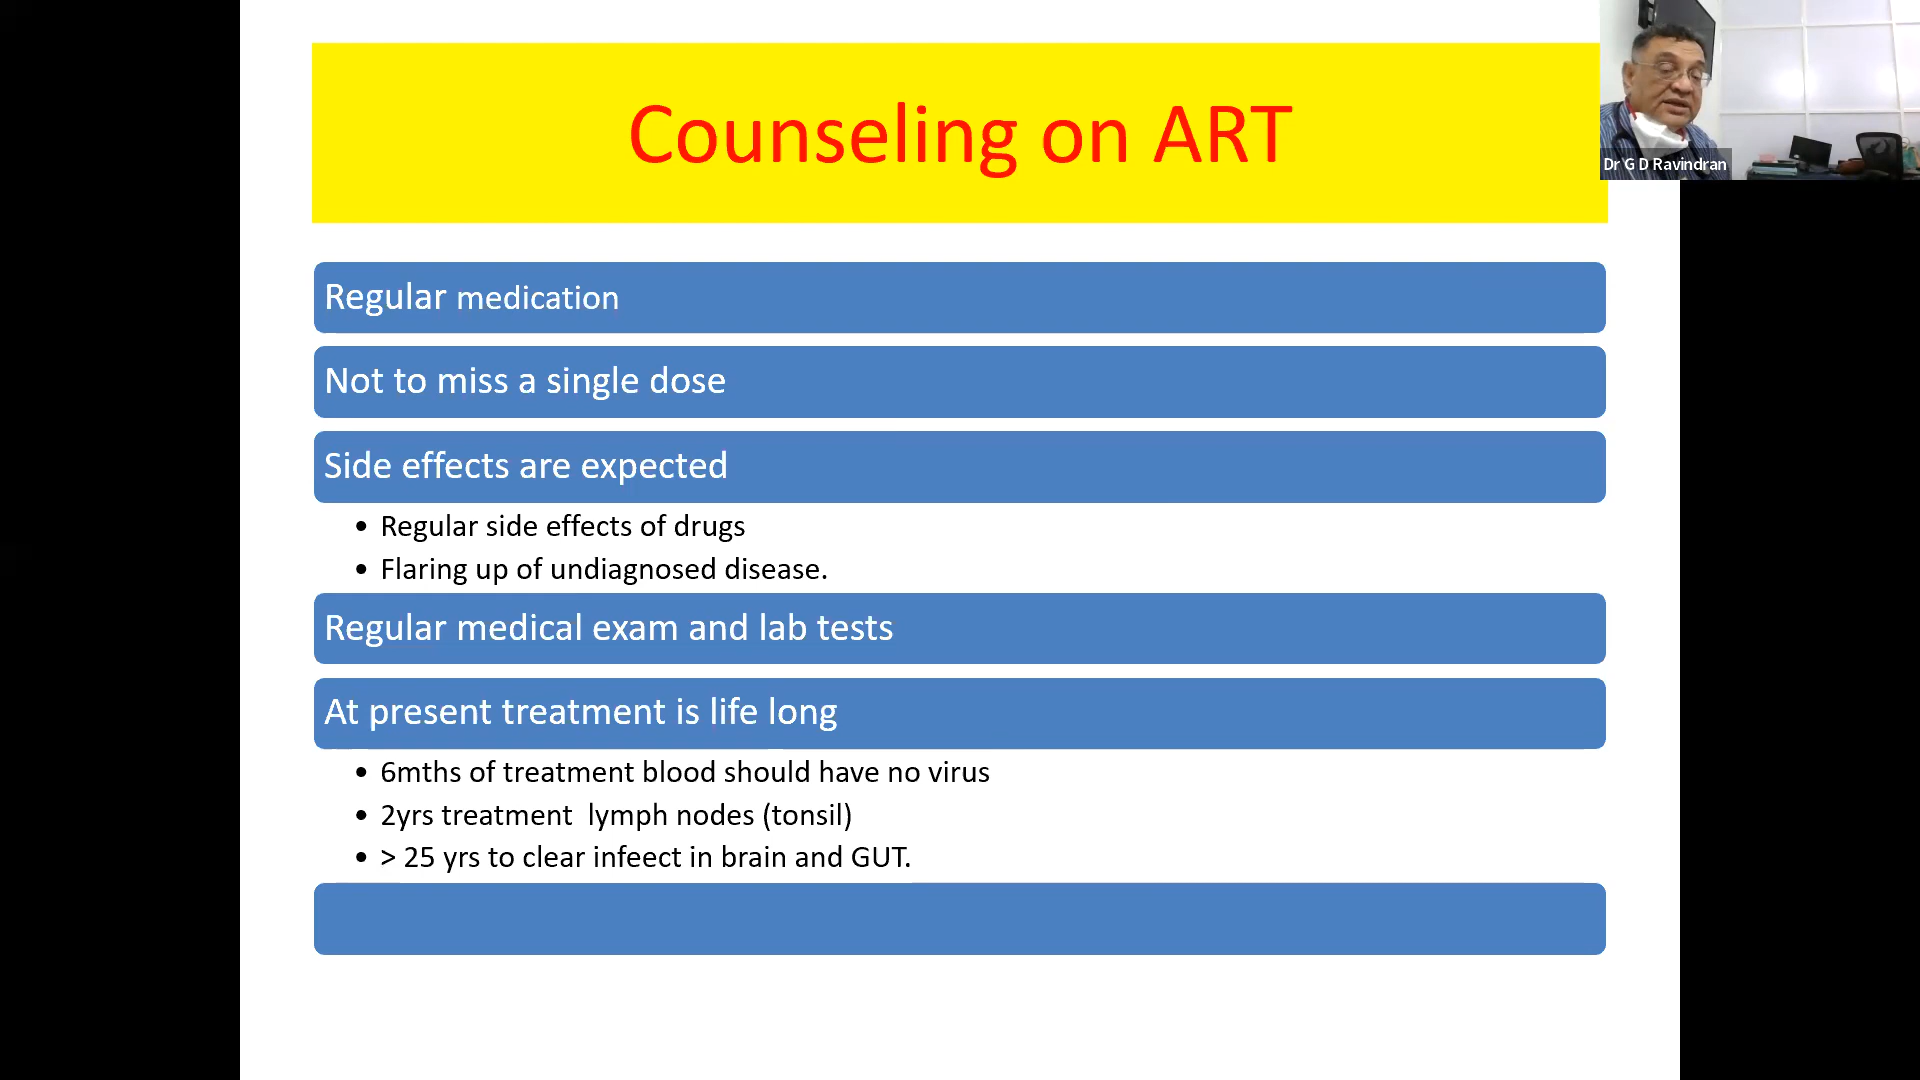 Counseling on ART
Dr G D Ravindran
Regular medication
Not to miss a single dose
Side effects are expected
• Regular side effects of drugs
• Flaring up of undiagnosed disease.
Regular medical exam and lab tests
At present treatment is life long
• 6mths of treatment blood should have no virus
• 2yrs treatment  lymph nodes (tonsil)
• > 25 yrs to clear infeect in brain and GUT.